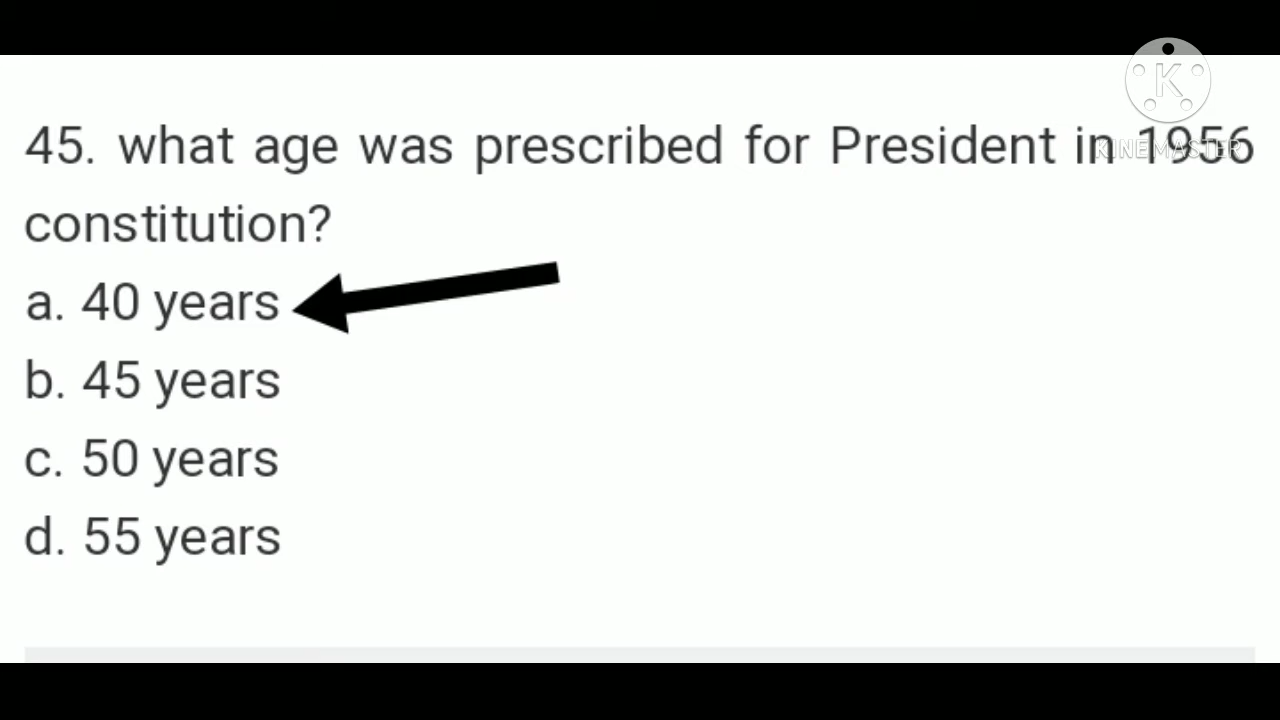 K
KINEMASTER
45. what age was prescribed for President in 1956
constitution?
a. 40 years
b. 45 years
c. 50 years
d. 55 years